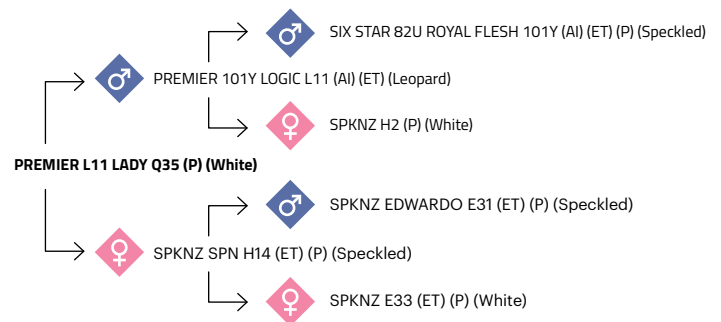 SIX STAR 82U ROYAL FLESH 101Y (AI) (ET) (P) (Speckled)
PREMIER 101Y LOGIC L11 (AI) (ET) (Leopard)
SPKNZ H2 (P) (White)
PREMIER L11 LADY Q35 (P) (White)
SPKNZ EDWARDO E31 (ET) (P) (Speckled)
SPKNZ SPN H14 (ET) (P) (Speckled)
SPKNZ E33 (ET) (P) (White)